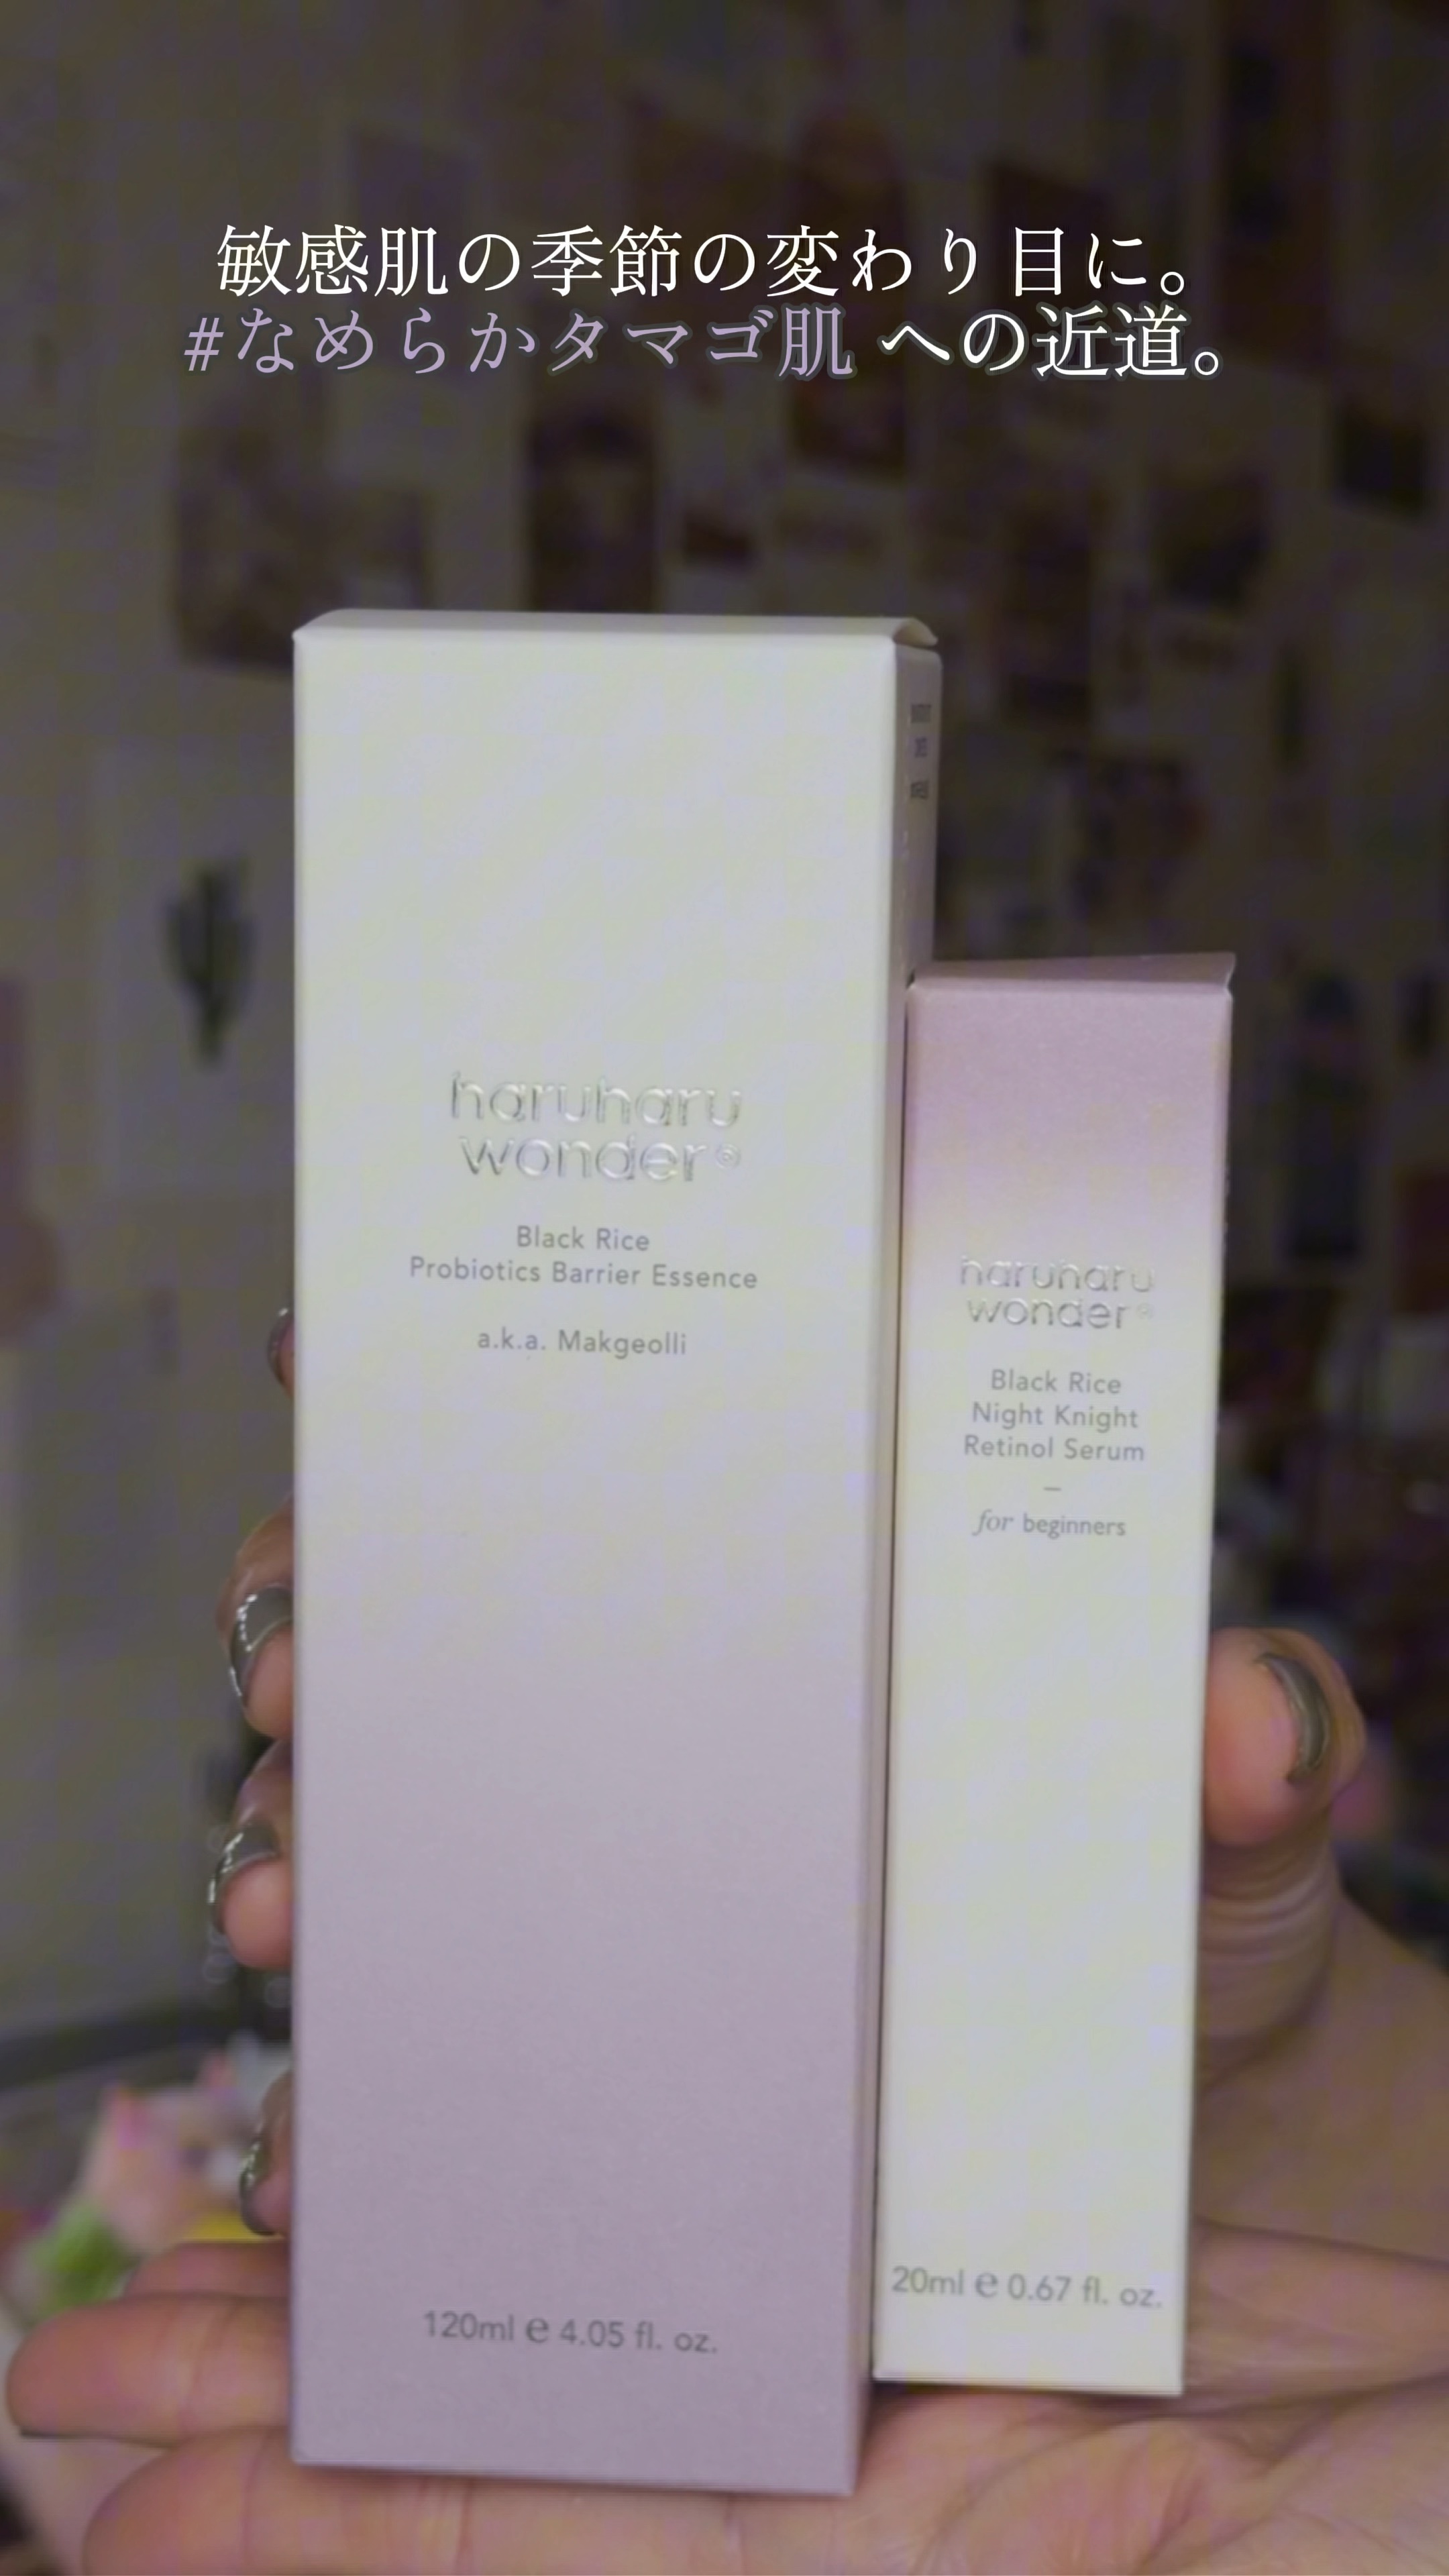 敏感肌の季節の変わり目に。
#なめらかタマゴ肌 への近道。
haruharu
wonder®
Black Rice
Probiotics Barrier Essence
a.k.a. Makgeolli
120ml e 4.05 fl. oz.
haruharu
wonder®
Black Rice
Night Knight
Retinol Serum
–
for beginners
20ml e 0.67 fl. oz.